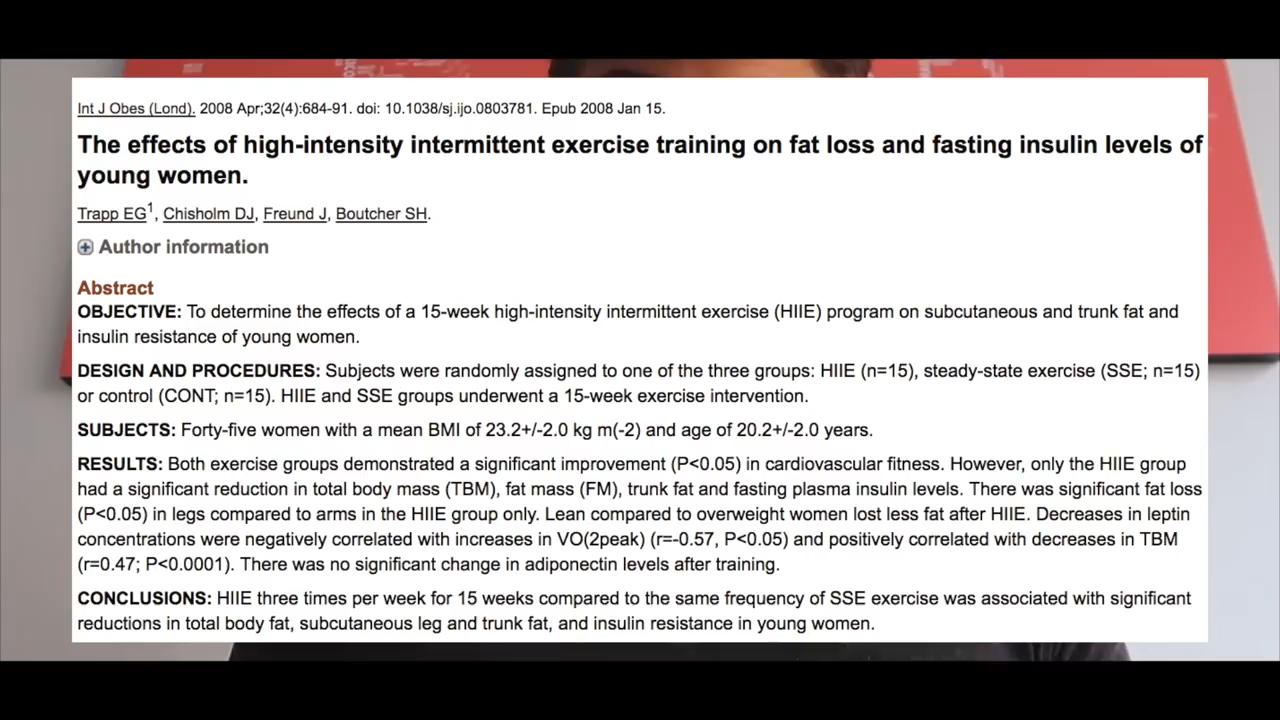 Int J Obes (Lond). 2008 Apr;32(4):684-91. doi: 10.1038/sj.ijo.0803781. Epub 2008 Jan 15.
The effects of high-intensity intermittent exercise training on fat loss and fasting insulin levels of
young women.
Trapp EG1, Chisholm DJ, Freund J, Boutcher SH.
Author information
Abstract
OBJECTIVE: To determine the effects of a 15-week high-intensity intermittent exercise (HIIE) program on subcutaneous and trunk fat and
insulin resistance of young women.
DESIGN AND PROCEDURES: Subjects were randomly assigned to one of the three groups: HIIE (n=15), steady-state exercise (SSE; n=15)
or control (CONT; n=15). HIIE and SSE groups underwent a 15-week exercise intervention.
SUBJECTS: Forty-five women with a mean BMI of 23.2+/-2.0 kg m(-2) and age of 20.2+/-2.0 years.
RESULTS: Both exercise groups demonstrated a significant improvement (P<0.05) in cardiovascular fitness. However, only the HIIE group
had a significant reduction in total body mass (TBM), fat mass (FM), trunk fat and fasting plasma insulin levels. There was significant fat loss
(P<0.05) in legs compared to arms in the HIIE group only. Lean compared to overweight women lost less fat after HIIE. Decreases in leptin
concentrations were negatively correlated with increases in VO(2peak) (r=-0.57, P<0.05) and positively correlated with decreases in TBM
(r=0.47; P<0.0001). There was no significant change in adiponectin levels after training.
CONCLUSIONS: HIIE three times per week for 15 weeks compared to the same frequency of SSE exercise was associated with significant
reductions in total body fat, subcutaneous leg and trunk fat, and insulin resistance in young women.